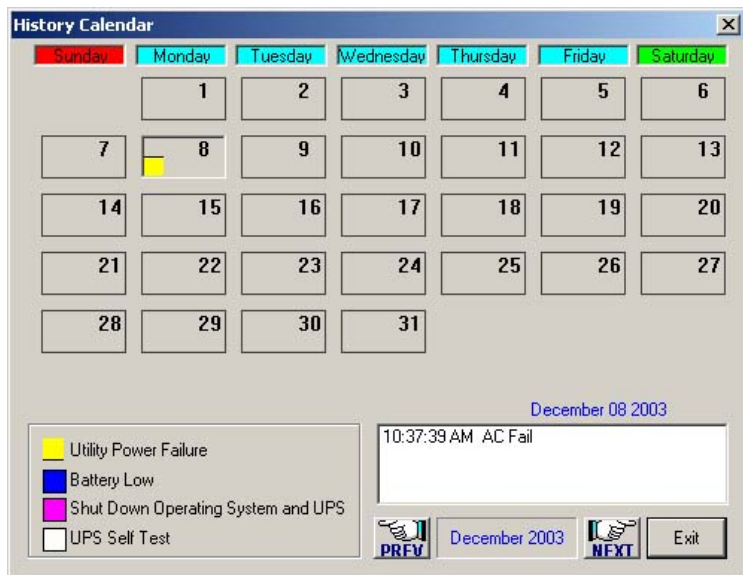 History Calendar
Sunday Monday Tuesday Wednesday Thursday Friday Saturday
1 2 3 4 5 6
7 8 9 10 11 12 13
14 15 16 17 18 19 20
21 22 23 24 25 26 27
28 29 30 31
December 08 2003
10:37:39 AM AC Fail
Utility Power Failure
Battery Low
Shut Down Operating System and UPS
UPS Self Test
PREV December 2003 NEXT Exit